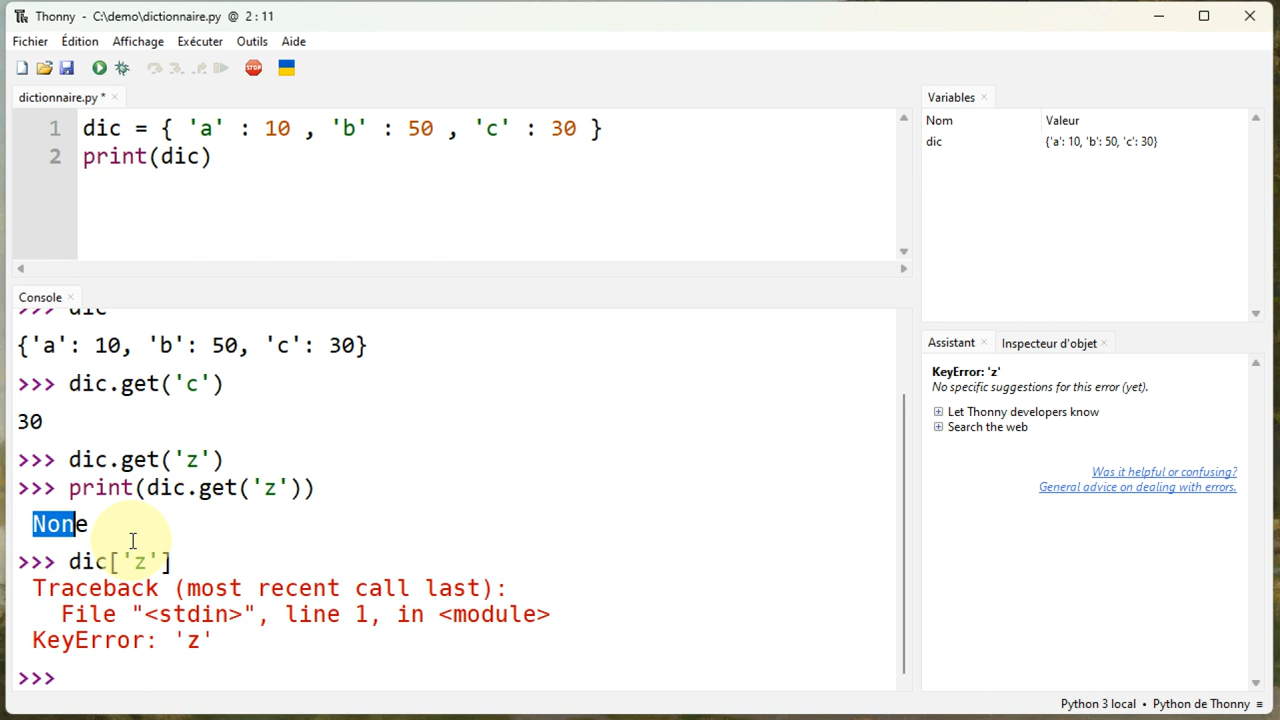 Thonny - C:\demo\dictionnaire.py @ 2 : 11
Fichier Édition Affichage Exécuter Outils Aide
STOP
dictionnaire.py *
1 dic = { 'a' : 10 , 'b' : 50 , 'c' : 30 }
2 print(dic)
Console
>>> dic
{'a': 10, 'b': 50, 'c': 30}
>>> dic.get('c')
30
>>> dic.get('z')
>>> print(dic.get('z'))
None
>>> dic['z']
Traceback (most recent call last):
File "<stdin>", line 1, in <module>
KeyError: 'z'
>>>
Variables
Nom Valeur
dic {'a': 10, 'b': 50, 'c': 30}
Assistant Inspecteur d'objet
KeyError: 'z'
No specific suggestions for this error (yet).
Let Thonny developers know
Search the web
Was it helpful or confusing?
General advice on dealing with errors.
Python 3 local • Python de Thonny ≡